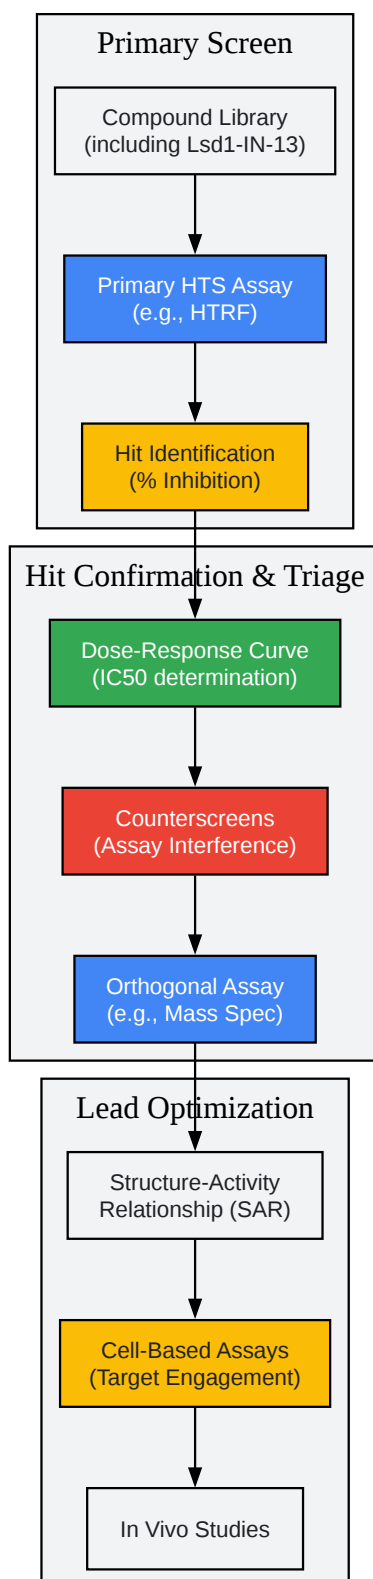 Primary Screen
Compound Library
(including Lsd1-IN-13)
Primary HTS Assay
(e.g., HTRF)
Hit Identification
(% Inhibition)
Hit Confirmation & Triage
Dose-Response Curve
(IC50 determination)
Counterscreens
(Assay Interference)
Orthogonal Assay
(e.g., Mass Spec)
Lead Optimization
Structure-Activity
Relationship (SAR)
Cell-Based Assays
(Target Engagement)
In Vivo Studies